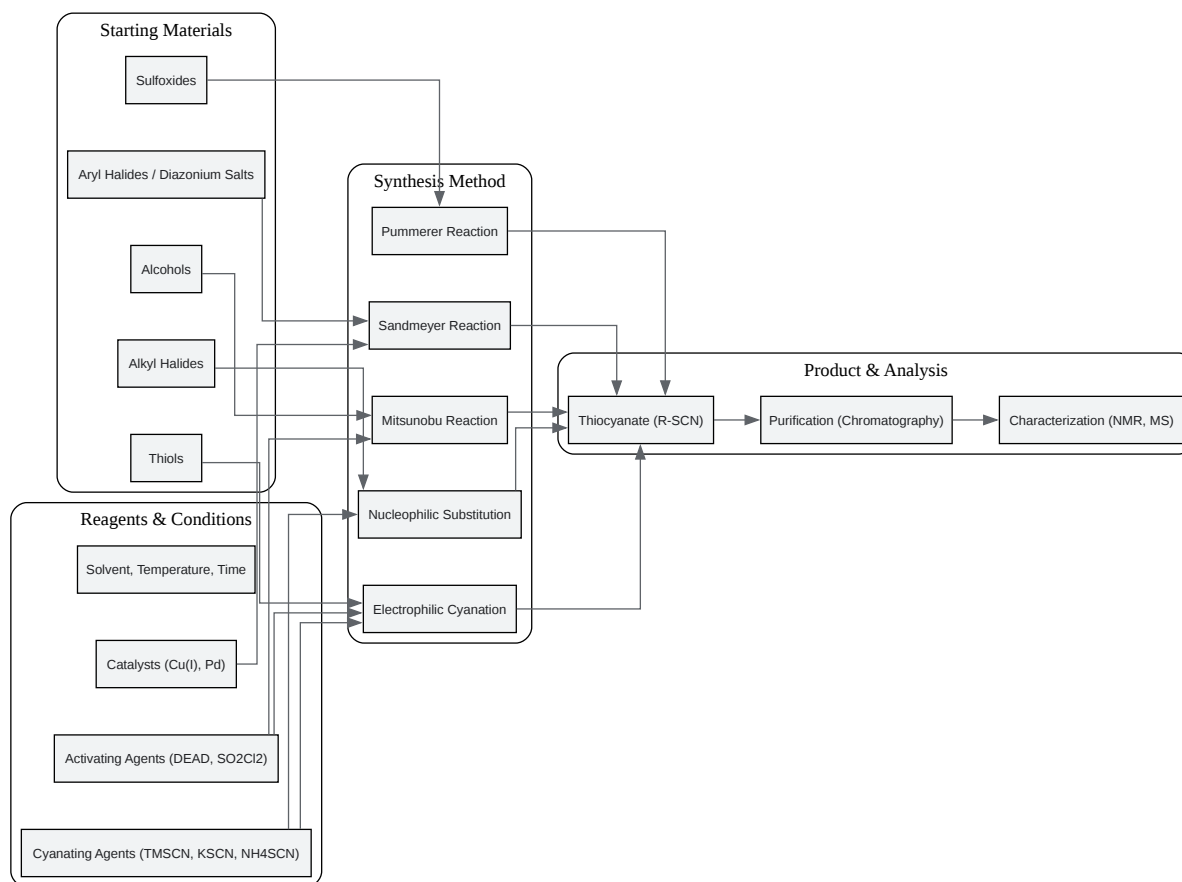 Starting Materials
Sulfoxides
Aryl Halides / Diazonium Salts
Alcohols
Alkyl Halides
Thiols
Reagents & Conditions
Solvent, Temperature, Time
Catalysts (Cu(I), Pd)
Activating Agents (DEAD, SO2Cl2)
Cyanating Agents (TMSCN, KSCN, NH4SCN)
Synthesis Method
Pummerer Reaction
Sandmeyer Reaction
Mitsunobu Reaction
Nucleophilic Substitution
Electrophilic Cyanation
Product & Analysis
Thiocyanate (R-SCN)
Purification (Chromatography)
Characterization (NMR, MS)